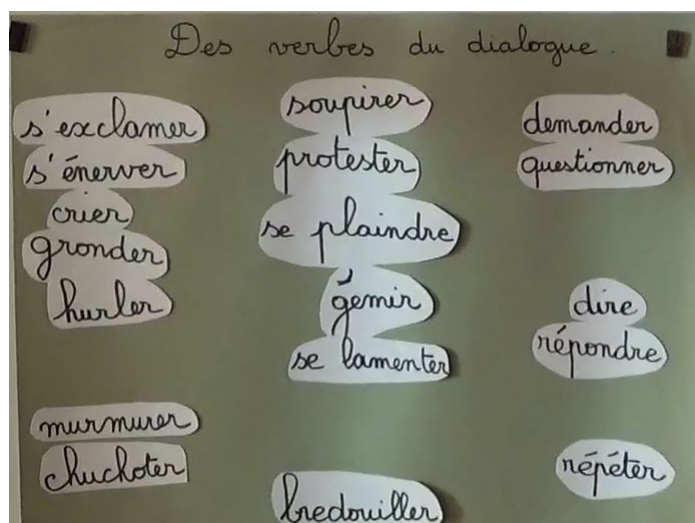 Des verbes du dialogue.
s'exclamer
s'énerver
crier
gronder
hurler
murmurer
chuchoter
soupirer
protester
se plaindre
gémir
se lamenter
bredouiller
demander
questionner
dire
répondre
répéter